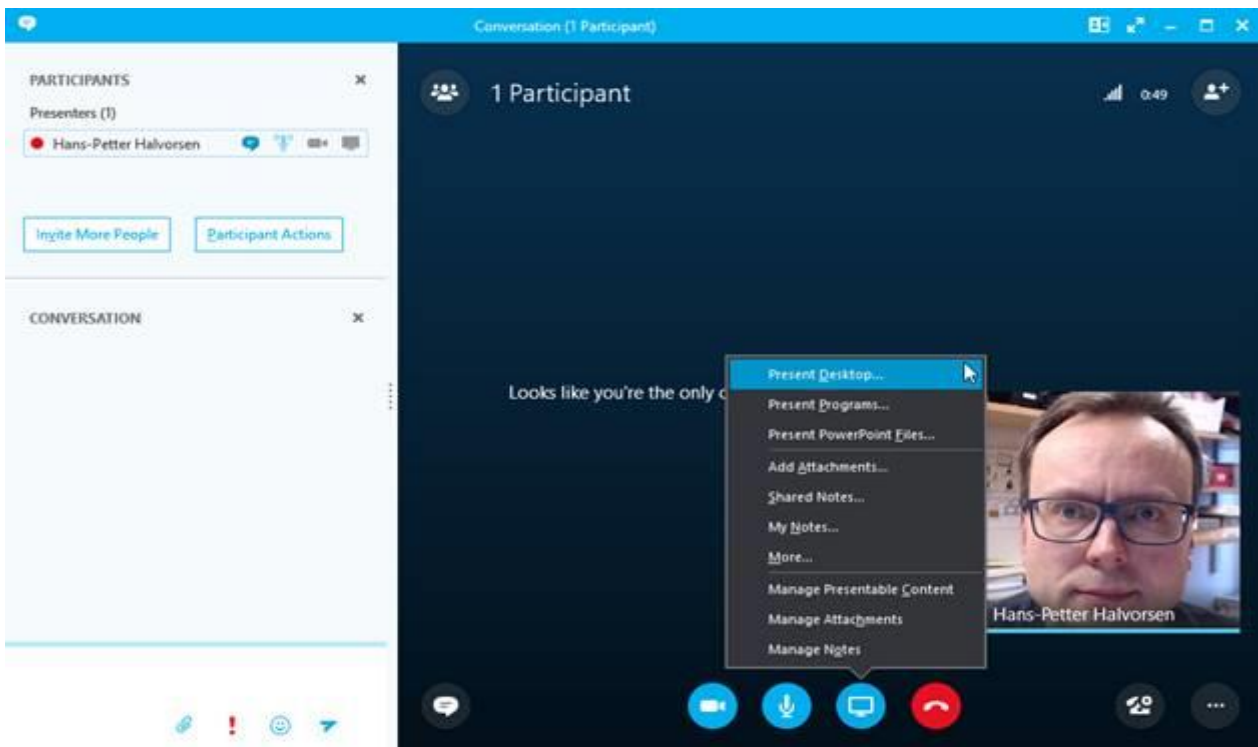 Conversation (1 Participant)
PARTICIPANTS
Presenters (1)
Hans-Petter Halvorsen
Invite More People
Participant Actions
CONVERSATION
1 Participant
0:49
Looks like you're the only
Present Desktop...
Present Programs...
Present PowerPoint Files...
Add Attachments...
Shared Notes...
My Notes...
More...
Manage Presentable Content
Manage Attachments
Manage Notes
Hans-Petter Halvorsen